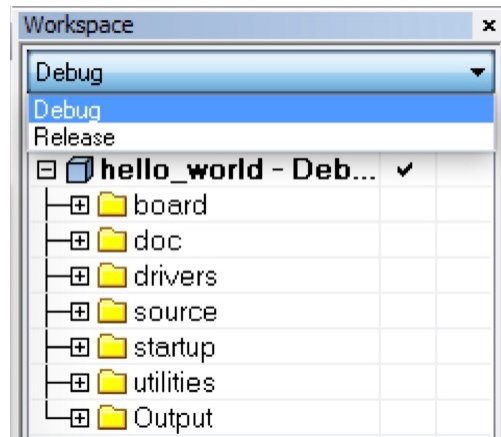 Workspace
Debug
Debug
Release
hello_world - Deb...
board
doc
drivers
source
startup
utilities
Output